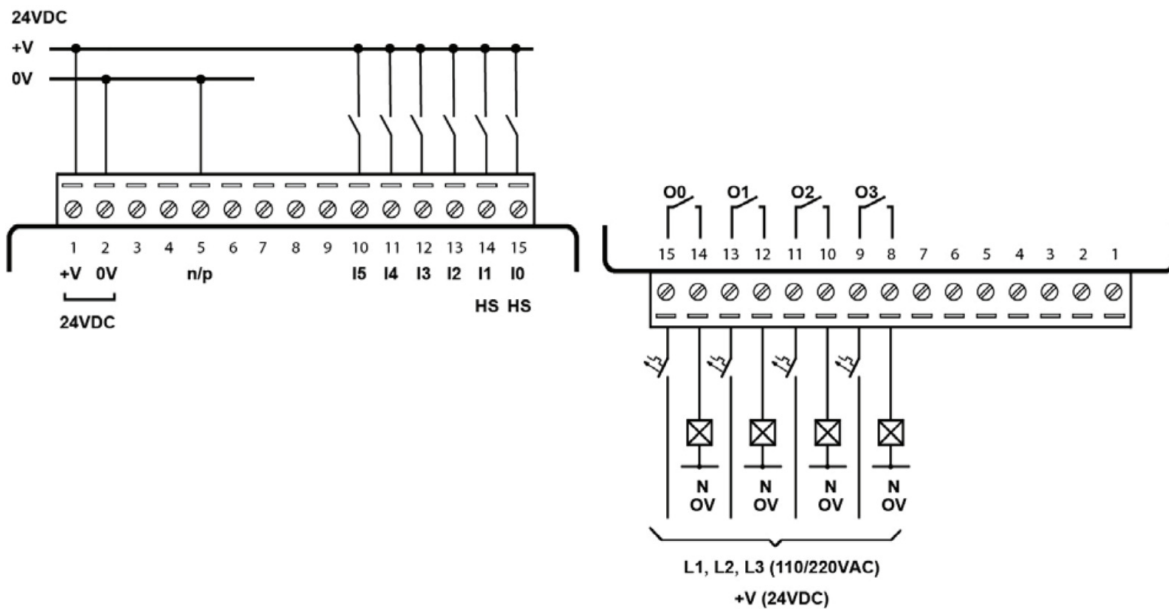 24VDC
+V
0V
1 2 3 4 5 6 7 8 9 10 11 12 13 14 15
+V 0V n/p I5 I4 I3 I2 I1 I0
HS HS
24VDC
O0 O1 O2 O3
15 14 13 12 11 10 9 8 7 6 5 4 3 2 1
N N N N
OV OV OV OV
L1, L2, L3 (110/220VAC)
+V (24VDC)